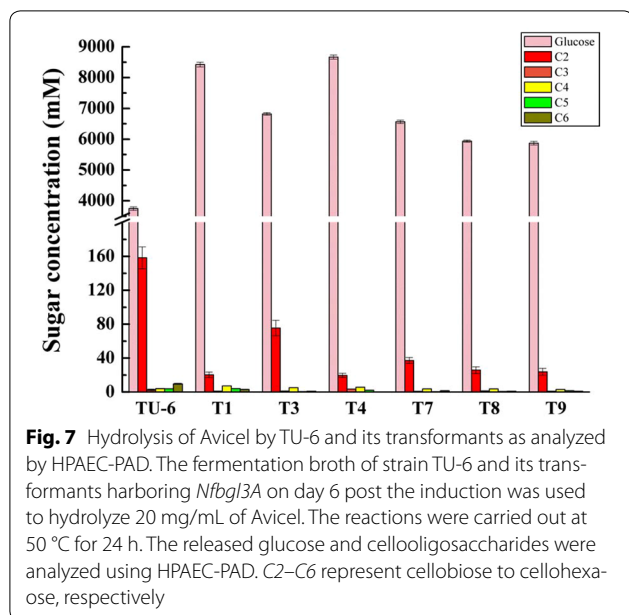 9000
8000
7000
6000
5000
4000
160
120
80
40
0
Sugar concentration (mM)
Glucose
C2
C3
C4
C5
C6
TU-6 T1 T3 T4 T7 T8 T9
Fig. 7 Hydrolysis of Avicel by TU-6 and its transformants as analyzed
by HPAEC-PAD. The fermentation broth of strain TU-6 and its trans-
formants harboring Nfbgl3A on day 6 post the induction was used
to hydrolyze 20 mg/mL of Avicel. The reactions were carried out at
50 °C for 24 h. The released glucose and cellooligosaccharides were
analyzed using HPAEC-PAD. C2–C6 represent cellobiose to cellohexa-
ose, respectively